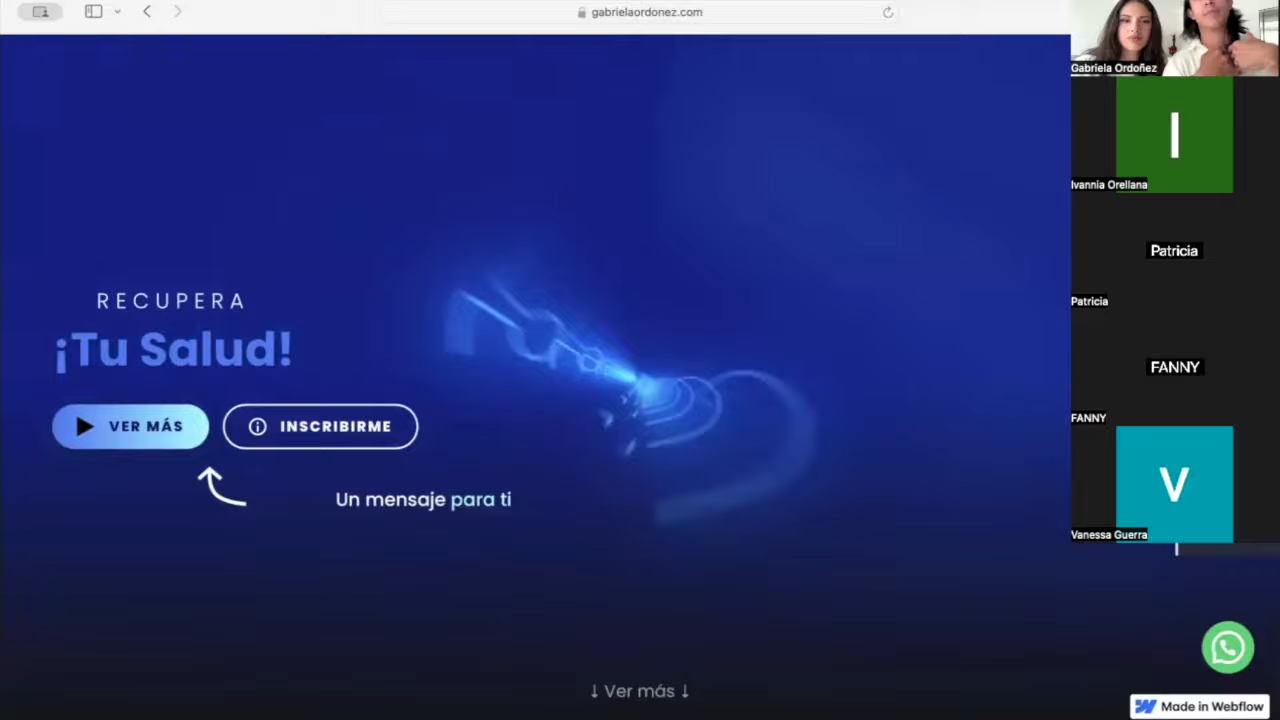 gabrielaordonez.com
RECUPERA
¡Tu Salud!
VER MÁS
INSCRIBIRME
Un mensaje para ti
↓ Ver más ↓
Gabriela Ordoñez
I
Ivannia Orellana
Patricia
Patricia
FANNY
FANNY
V
Vanessa Guerra
Made in Webflow